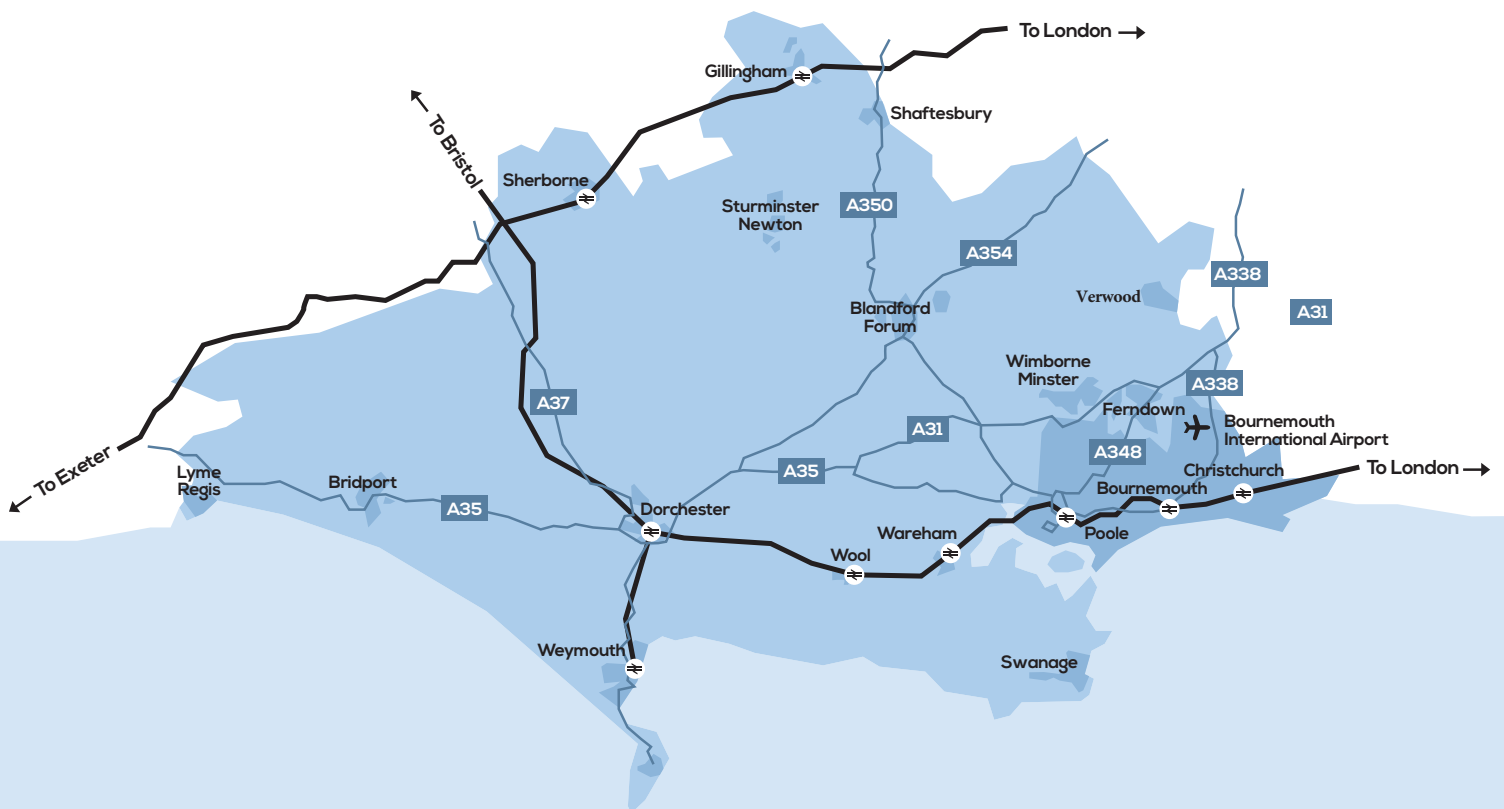 To London
Gillingham
To Bristol
Shaftesbury
Sherborne
Sturminster
Newton
A350
A354
A338
Verwood
A31
Blandford
Forum
Wimborne
Minster
A338
A37
Ferndown
Bournemouth
International Airport
A31
A348
To Exeter
Lyme
Regis
Bridport
A35
A35
Christchurch
To London
Bournemouth
Dorchester
Poole
Wareham
Wool
Weymouth
Swanage